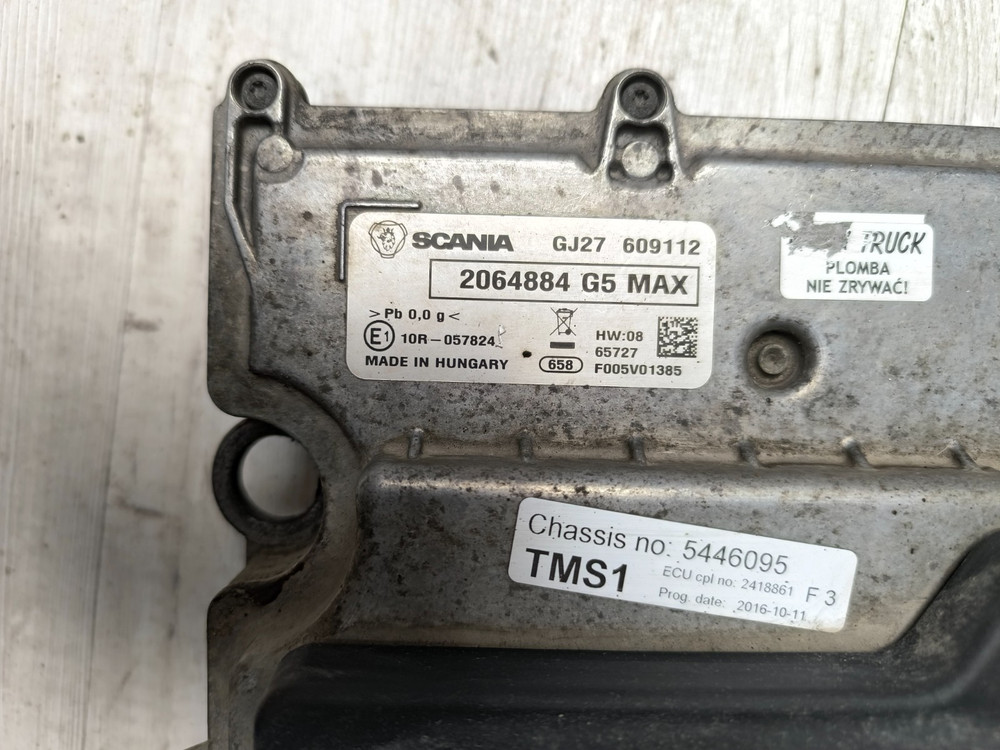 SCANIA GJ27 609112
2064884 G5 MAX
>Pb 0,0 g<
E1 10R-057824
MADE IN HUNGARY
658
HW:08
65727
F005V01385
TRUCK
PLOMBA
NIE ZRYWAĆ!
Chassis no: 5446095
TMS1
ECU cpl no: 2418861 F 3
Prog. date: 2016-10-11